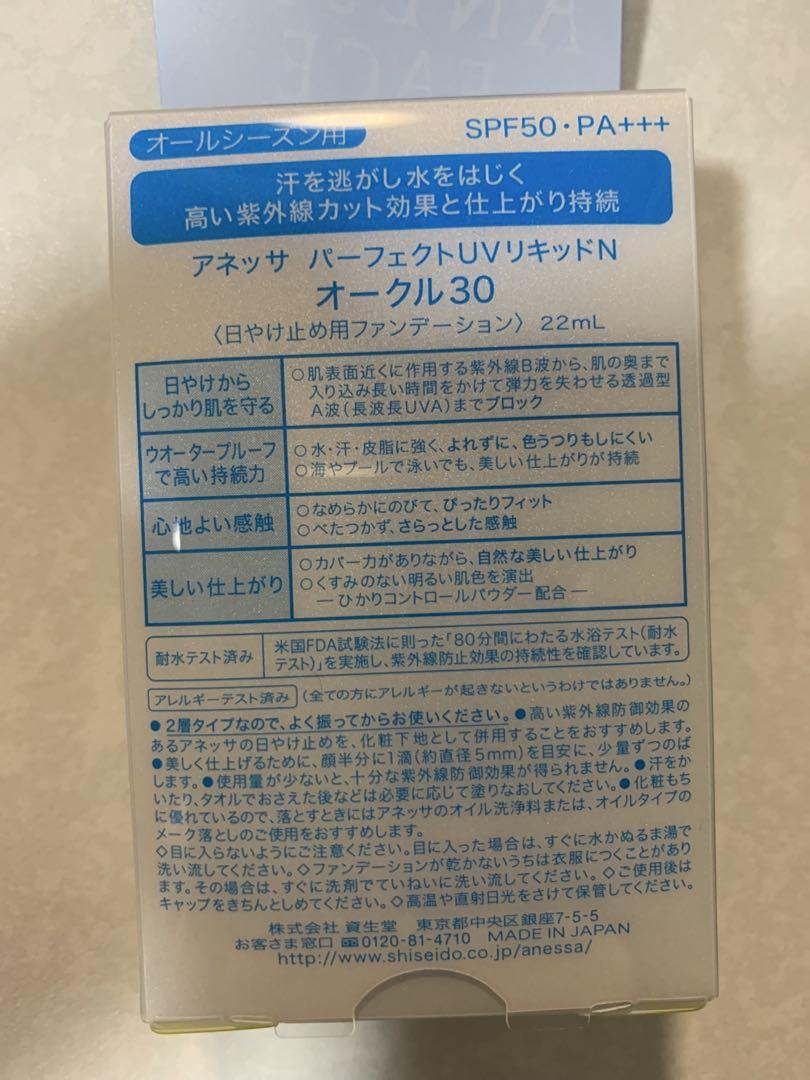 ANESSA
FACE
オールシーズン用
SPF50・PA+++
汗を逃がし水をはじく
高い紫外線カット効果と仕上がり持続
アネッサ パーフェクトUVリキッドN
オークル30
〈日やけ止め用ファンデーション〉 22mL
日やけから
しっかり肌を守る
○肌表面近くに作用する紫外線B波から、肌の奥まで
入り込み長い時間をかけて弾力を失わせる透過型
A波(長波長UVA)までブロック
ウオータープルーフ
で高い持続力
○水・汗・皮脂に強く、よれずに、色うつりもしにくい
○海やプールで泳いでも、美しい仕上がりが持続
心地よい感触
○なめらかにのびて、ぴったりフィット
○べたつかず、さらっとした感触
美しい仕上がり
○カバー力がありながら、自然な美しい仕上がり
○くすみのない明るい肌色を演出
―ひかりコントロールパウダー配合―
耐水テスト済み
米国FDA試験法に則った「80分間にわたる水浴テスト(耐水
テスト)」を実施し、紫外線防止効果の持続性を確認しています。
アレルギーテスト済み (全ての方にアレルギーが起きないというわけではありません。)
●2層タイプなので、よく振ってからお使いください。●高い紫外線防御効果の
あるアネッサの日やけ止めを、化粧下地として併用することをおすすめします。
●美しく仕上げるために、顔半分に1滴(約直径5mm)を目安に、少量ずつのば
します。●使用量が少ないと、十分な紫外線防御効果が得られません。●汗をか
いたり、タオルでおさえた後などは必要に応じて塗りなおしてください。●化粧もち
に優れているので、落とすときにはアネッサのオイル洗浄料または、オイルタイプの
メーク落としのご使用をおすすめします。
◇目に入らないようにご注意ください。目に入った場合は、すぐに水かぬるま湯で
洗い流してください。◇ファンデーションが乾かないうちは衣服につくことがあり
ます。その場合は、すぐに洗剤でていねいに洗い流してください。◇ご使用後は
キャップをきちんとしめてください。◇高温や直射日光をさけて保管してください。
株式会社 資生堂 東京都中央区銀座7-5-5
お客さま窓口 0120-81-4710 MADE IN JAPAN
http://www.shiseido.co.jp/anessa/